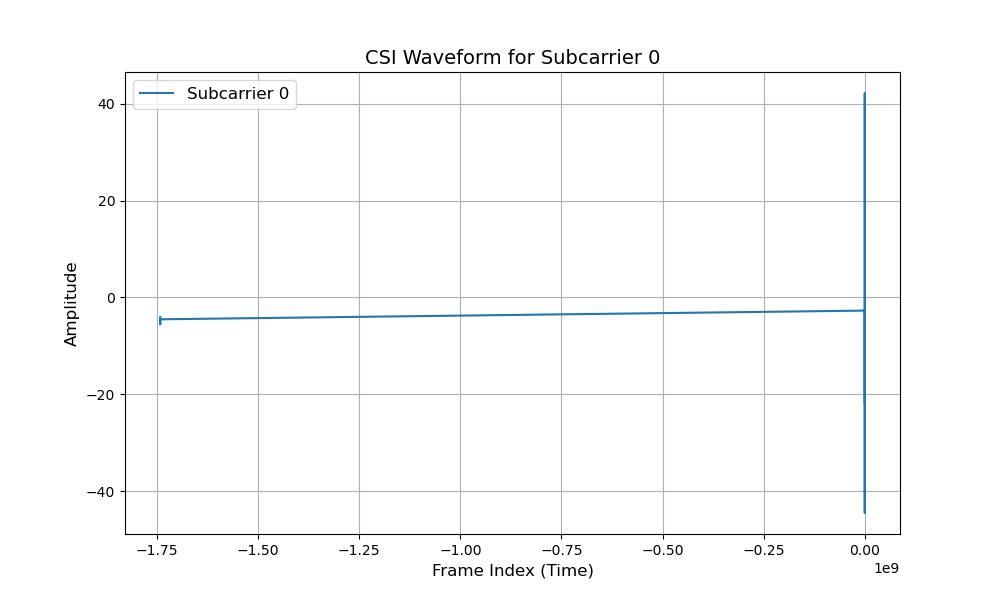 CSI Waveform for Subcarrier 0
Subcarrier 0
40
20
0
−20
−40
Amplitude
−1.75 −1.50 −1.25 −1.00 −0.75 −0.50 −0.25 0.00
1e9
Frame Index (Time)